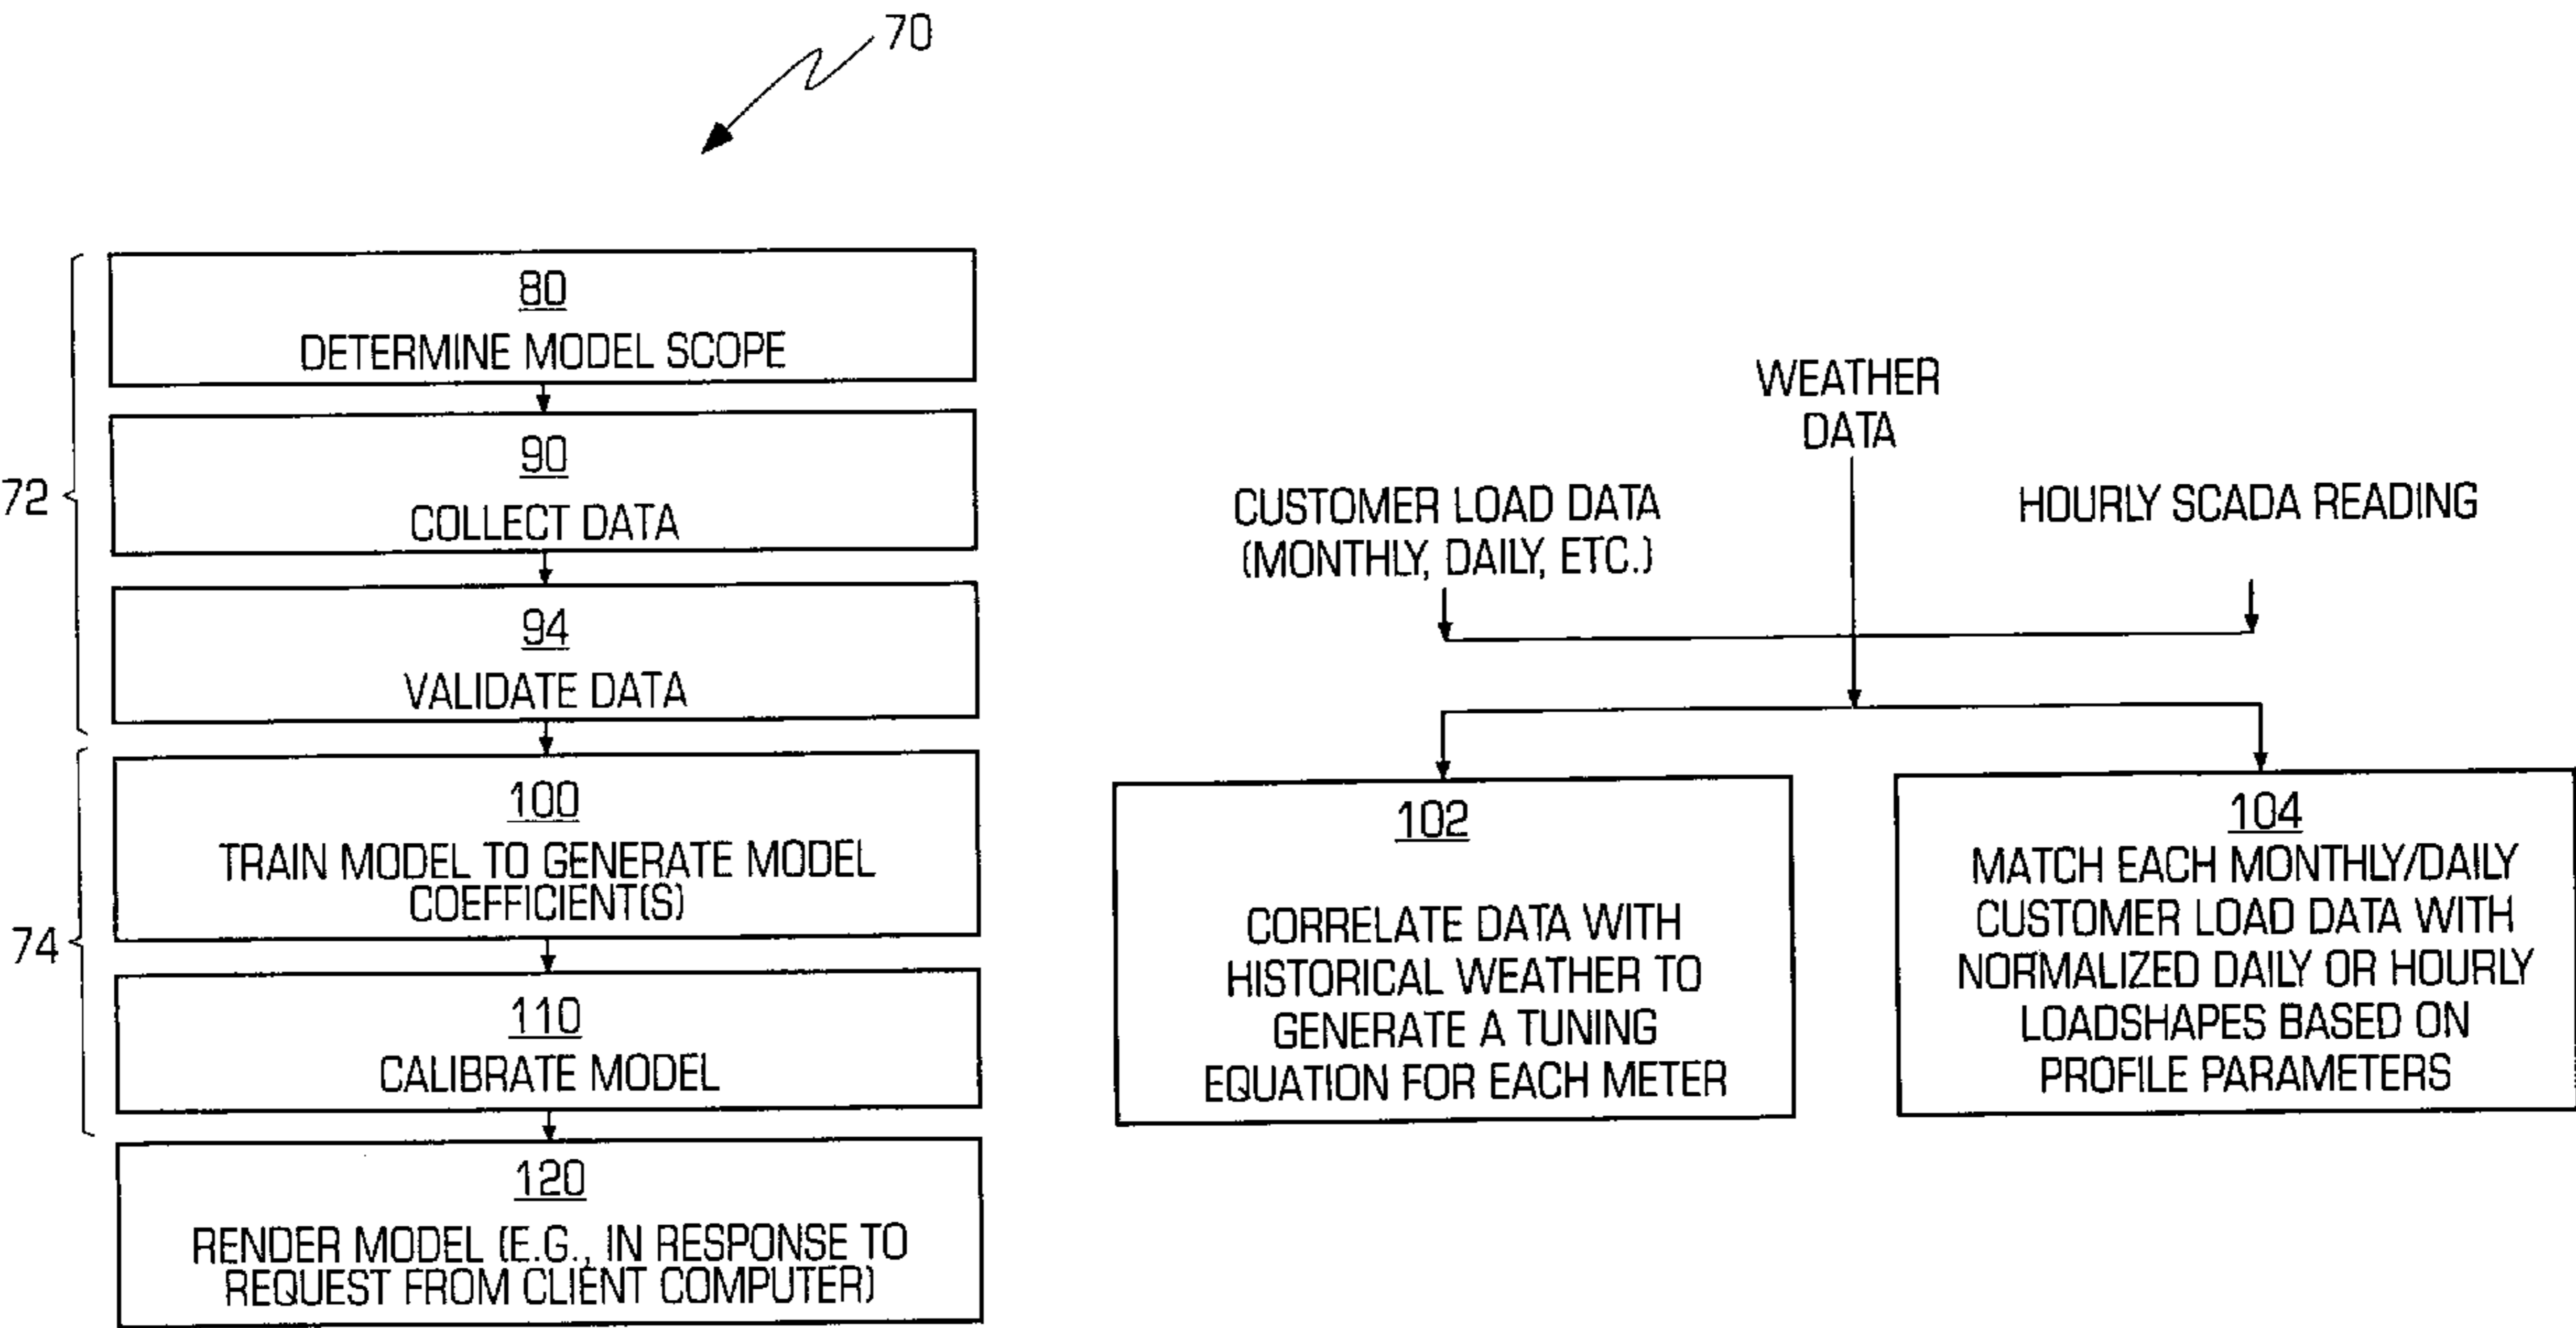 70
72
80
DETERMINE MODEL SCOPE
90
COLLECT DATA
94
VALIDATE DATA
74
100
TRAIN MODEL TO GENERATE MODEL
COEFFICIENT(S)
110
CALIBRATE MODEL
120
RENDER MODEL (E.G., IN RESPONSE TO
REQUEST FROM CLIENT COMPUTER)
WEATHER
DATA
CUSTOMER LOAD DATA
(MONTHLY, DAILY, ETC.)
HOURLY SCADA READING
102
CORRELATE DATA WITH
HISTORICAL WEATHER TO
GENERATE A TUNING
EQUATION FOR EACH METER
104
MATCH EACH MONTHLY/DAILY
CUSTOMER LOAD DATA WITH
NORMALIZED DAILY OR HOURLY
LOADSHAPES BASED ON
PROFILE PARAMETERS